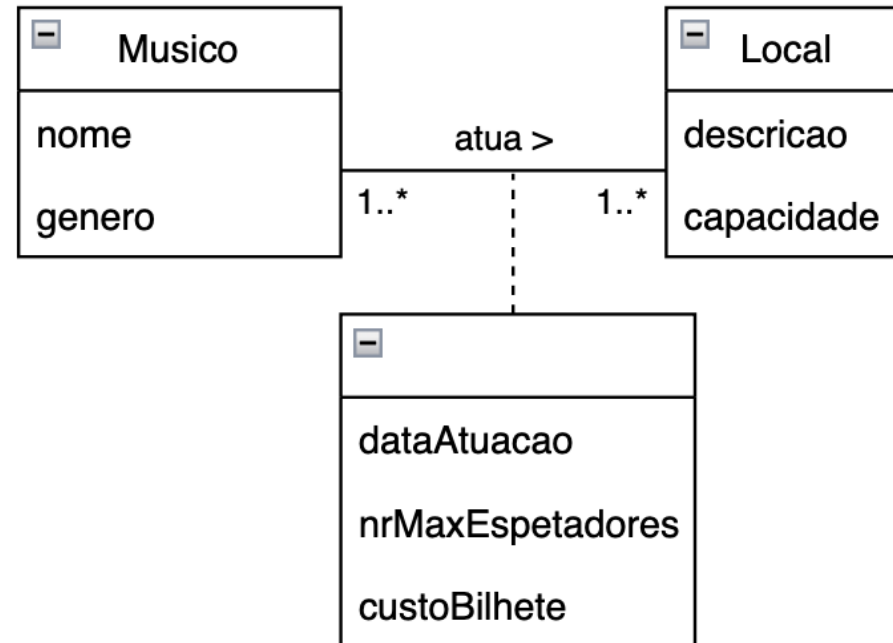 Musico
nome
genero
atua >
1..*
1..*
Local
descricao
capacidade
dataAtuacao
nrMaxEspetadores
custoBilhete